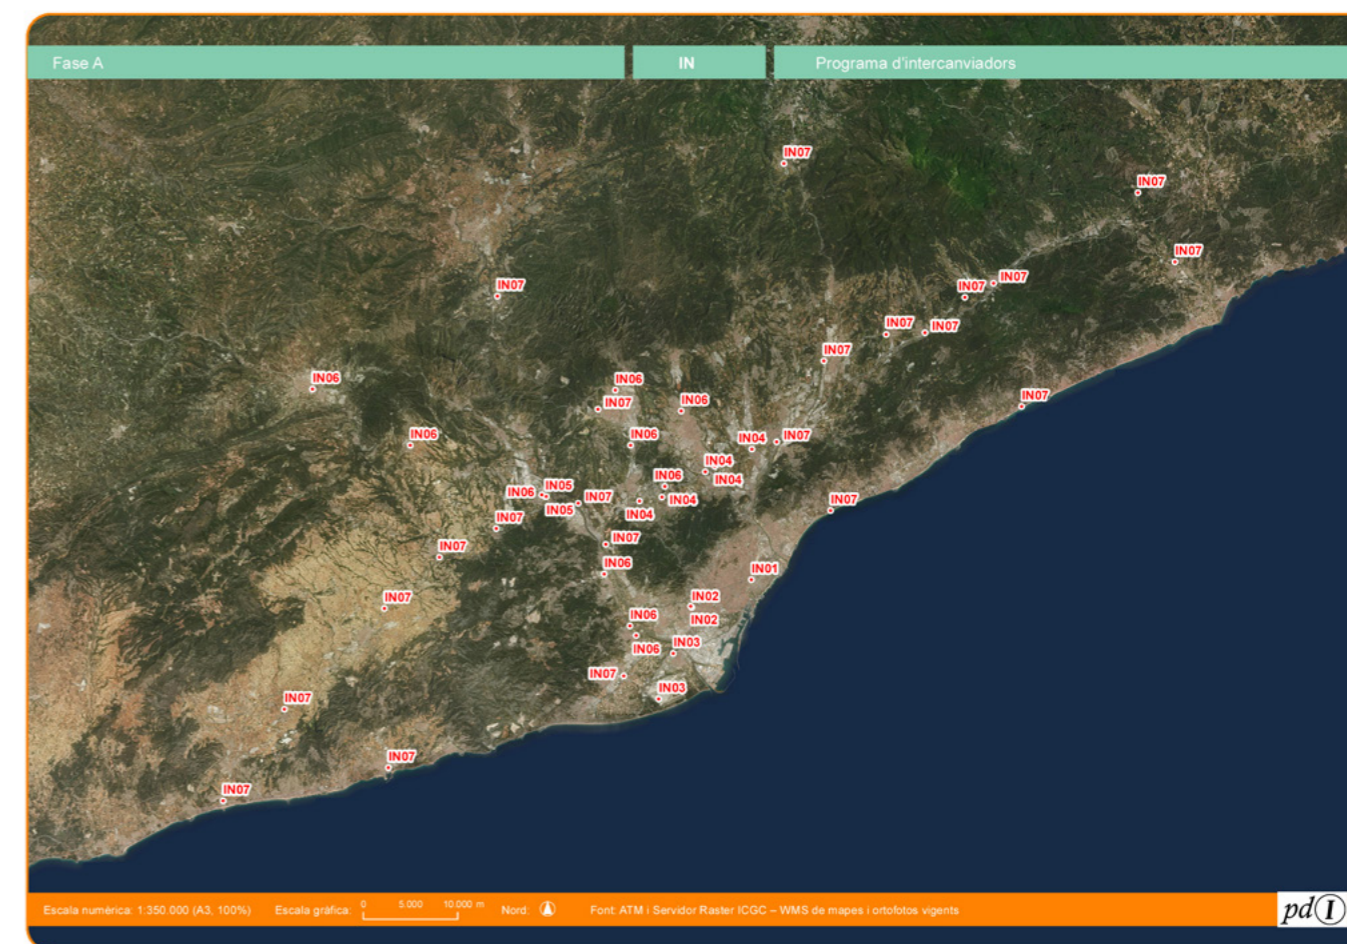 Fase A
IN
Programa d'intercanviadors
IN07
IN07
IN07
IN07
IN07
IN07
IN07
IN07
IN07
IN06
IN06
IN07
IN06
IN07
IN06
IN06
IN04
IN07
IN04
IN04
IN06
IN06
IN05
IN07
IN04
IN07
IN05
IN04
IN07
IN07
IN07
IN06
IN01
IN07
IN02
IN06
IN02
IN03
IN06
IN07
IN03
IN07
IN07
IN07
Escala numèrica: 1:350.000 (A3, 100%)
Escala gràfica:
0 5.000 10.000 m
Nord:
Font: ATM i Servidor Raster ICGC – WMS de mapes i ortofotos vigents
pd I